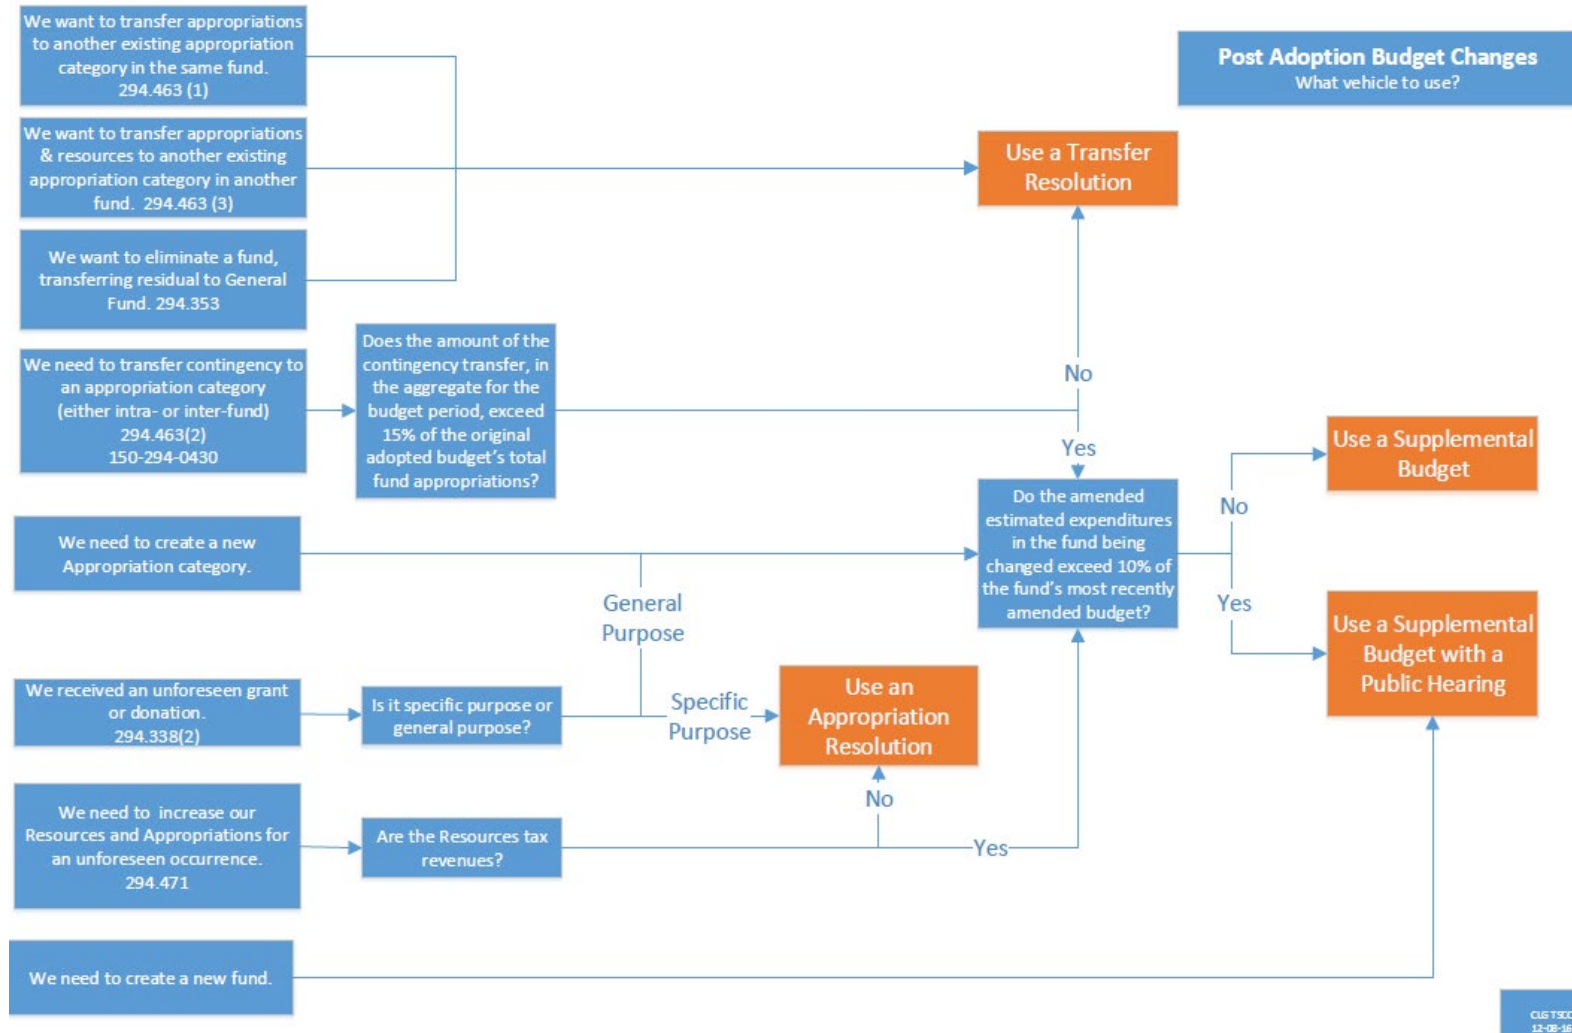 We want to transfer appropriations
to another existing appropriation
category in the same fund.
294.463 (1)
Post Adoption Budget Changes
What vehicle to use?
We want to transfer appropriations
& resources to another existing
appropriation category in another
fund. 294.463 (3)
Use a Transfer
Resolution
We want to eliminate a fund,
transferring residual to General
Fund. 294.353
We need to transfer contingency to
an appropriation category
(either intra- or inter-fund)
294.463(2)
150-294-0430
Does the amount of the
contingency transfer, in
the aggregate for the
budget period, exceed
15% of the original
adopted budget's total
fund appropriations?
No
Yes
Use a Supplemental
Budget
Do the amended
estimated expenditures
in the fund being
changed exceed 10% of
the fund's most recently
amended budget?
No
Yes
We need to create a new
Appropriation category.
General
Purpose
Use a Supplemental
Budget with a
Public Hearing
We received an unforeseen grant
or donation.
294.338(2)
Is it specific purpose or
general purpose?
Specific
Purpose
Use an
Appropriation
Resolution
No
We need to  increase our
Resources and Appropriations for
an unforeseen occurrence.
294.471
Are the Resources tax
revenues?
Yes
We need to create a new fund.
CLGTSCC
12-08-16